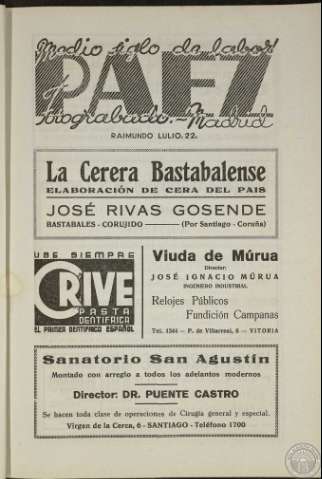 Medio siglo de labor
PAEZ
fotograbado.-Madrid
RAIMUNDO LULIO, 22.
La Cerera Bastabalense
ELABORACIÓN DE CERA DEL PAIS
JOSÉ RIVAS GOSENDE
BASTABALES - CORUJIDO ——— (Por Santiago - Coruña)
USE SIEMPRE
ORIVE
PASTA
DENTIFRICA
EL PRIMER DENTIFRICO ESPAÑOL
Viuda de Múrua
Director:
JOSÉ IGNACIO MÚRUA
INGENIERO INDUSTRIAL
Relojes Públicos
Fundición Campanas
Tel. 1344 — P. de Villarreal, 6 — VITORIA
Sanatorio San Agustín
Montado con arreglo a todos los adelantos modernos
Director: DR. PUENTE CASTRO
Se hacen toda clase de operaciones de Cirugía general y especial.
Virgen de la Cerca, 6 - SANTIAGO - Teléfono 1700